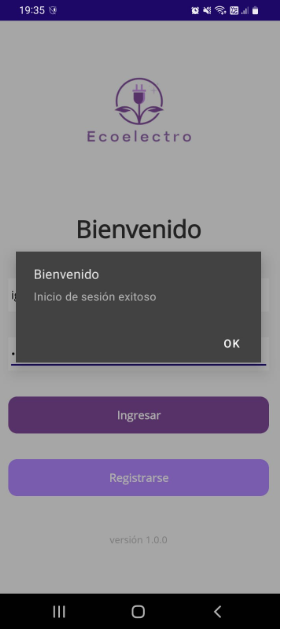 19:35
Ecoelectro
Bienvenido
Bienvenido
Inicio de sesión exitoso
OK
Ingresar
Registrarse
versión 1.0.0